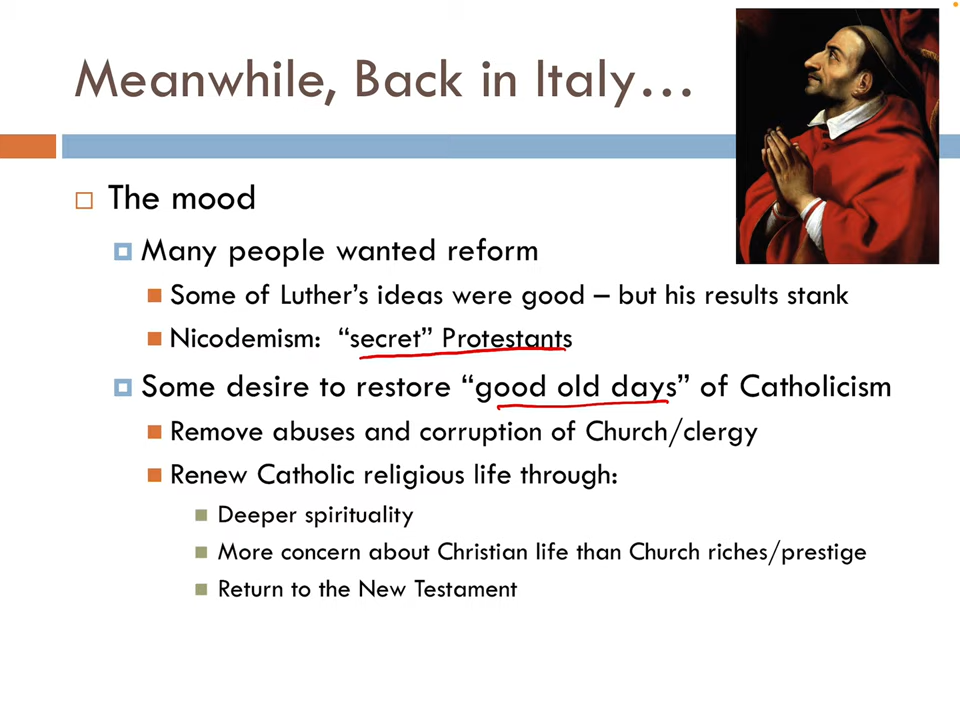 Meanwhile, Back in Italy…
The mood
Many people wanted reform
Some of Luther’s ideas were good – but his results stank
Nicodemism: “secret” Protestants
Some desire to restore “good old days” of Catholicism
Remove abuses and corruption of Church/clergy
Renew Catholic religious life through:
Deeper spirituality
More concern about Christian life than Church riches/prestige
Return to the New Testament